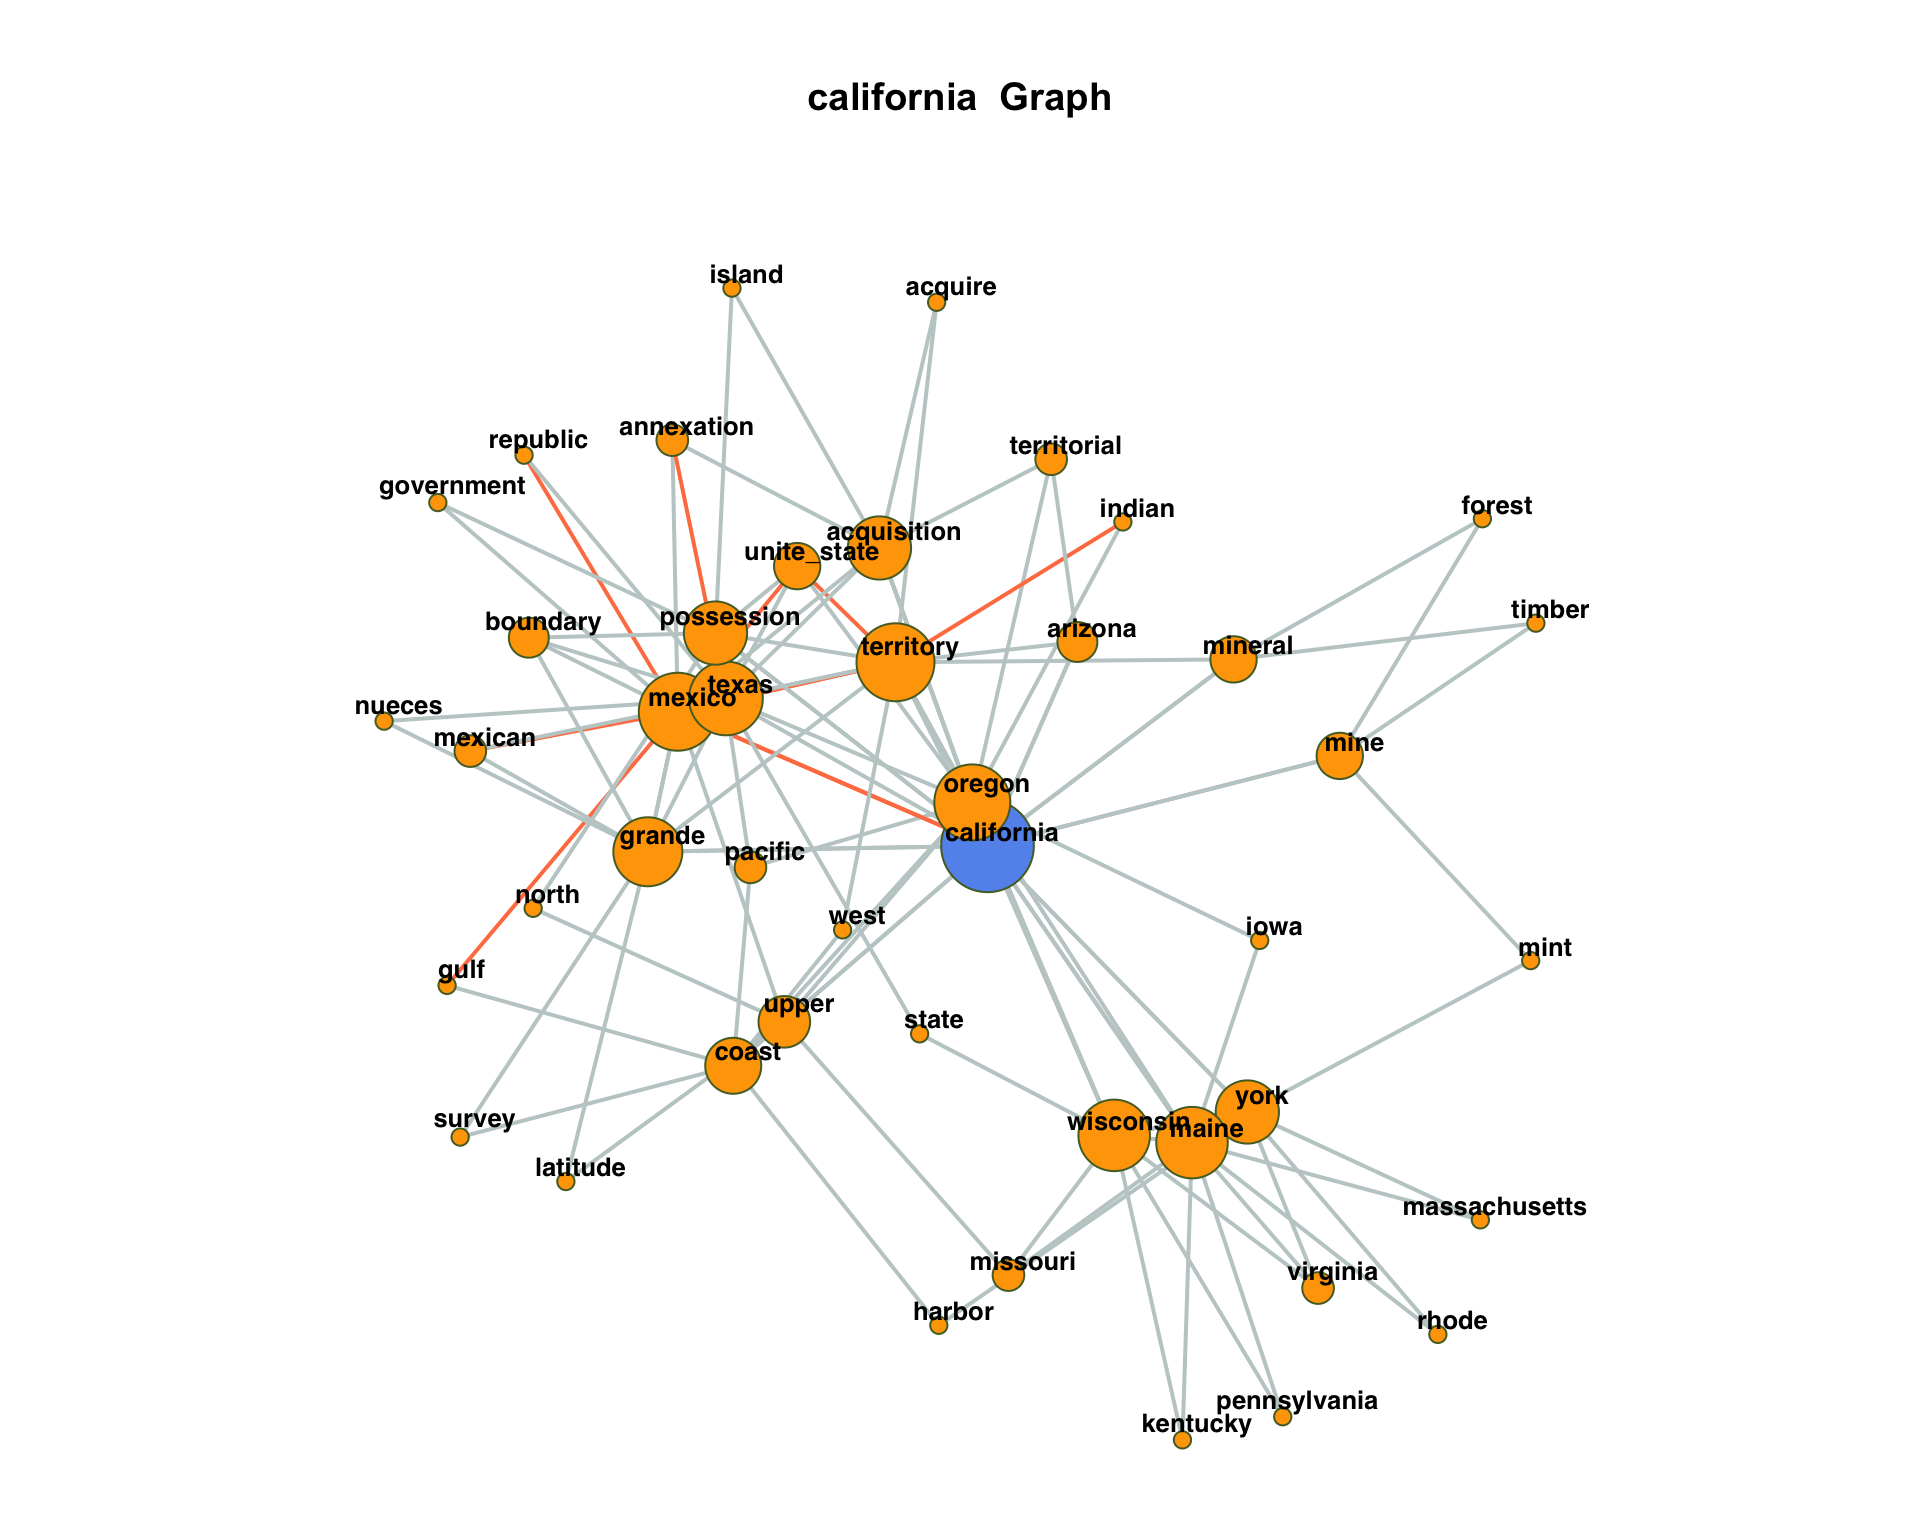 california  Graph
island
acquire
annexation
republic
territorial
government
indian
forest
acquisition
unite_state
timber
possession
boundary
arizona
mineral
territory
texas
mexico
nueces
mexican
mine
oregon
california
grande
pacific
north
west
iowa
mint
gulf
upper
state
coast
york
survey
wisconsin
maine
latitude
massachusetts
missouri
virginia
harbor
rhode
pennsylvania
kentucky